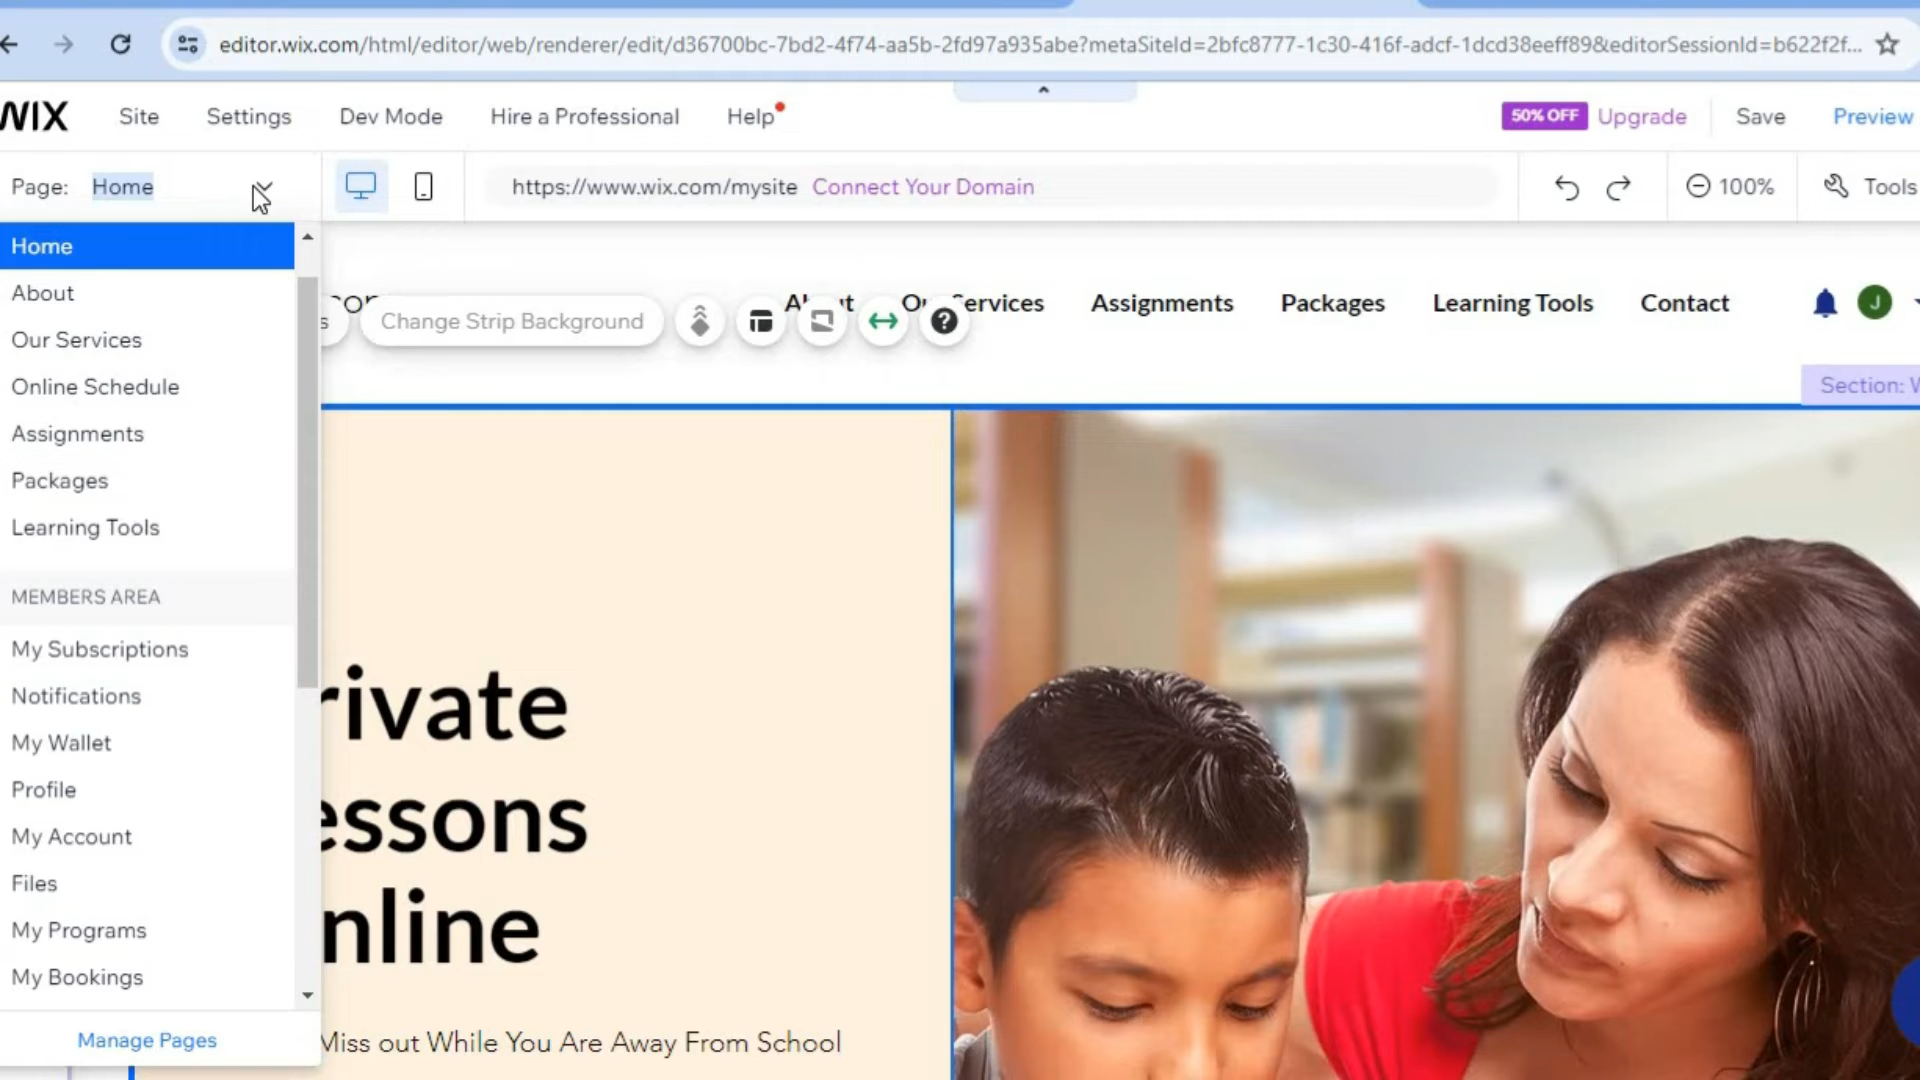 editor.wix.com/html/editor/web/renderer/edit/d36700bc-7bd2-4f74-aa5b-2fd97a935abe?metaSiteId=2bfc8777-1c30-416f-adcf-1dcd38eeff89&editorSessionId=b622f2f...
WIX Site Settings Dev Mode Hire a Professional Help 50% OFF Upgrade Save Preview
Page: Home https://www.wix.com/mysite Connect Your Domain 100% Tools
Home
About
Our Services
Online Schedule
Assignments
Packages
Learning Tools
MEMBERS AREA
My Subscriptions
Notifications
My Wallet
Profile
My Account
Files
My Programs
My Bookings
Manage Pages
About Our Services Assignments Packages Learning Tools Contact J
s Change Strip Background ?
Section: W
rivate
essons
nline
Miss out While You Are Away From School